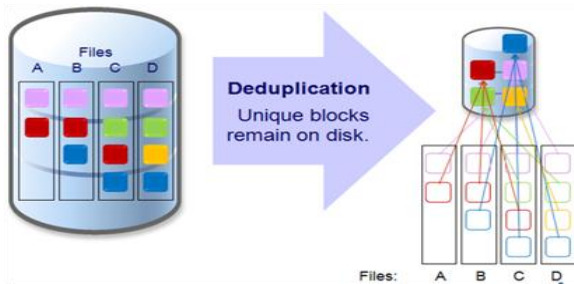 Files
A B C D
Deduplication
Unique blocks
remain on disk.
Files: A B C D